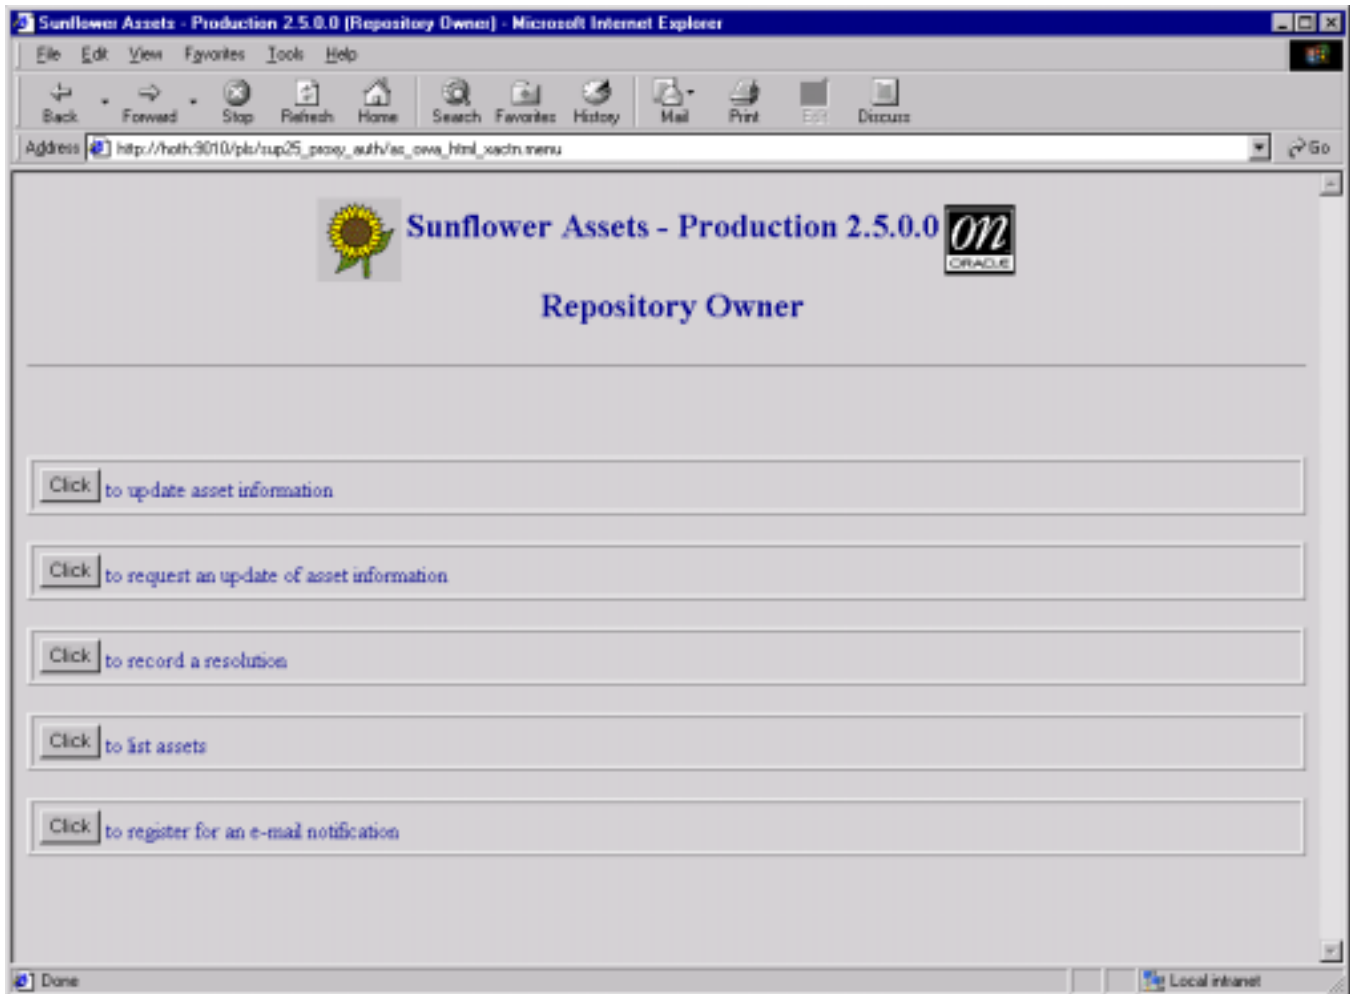 Sunflower Assets - Production 2.5.0.0 (Repository Owner) - Microsoft Internet Explorer
File Edit View Favorites Tools Help
Back Forward Stop Refresh Home Search Favorites History Mail Print Edit Discuss
Address http://hoth:9010/pls/sup25_proxy_auth/as_owa_html_xactn.menu Go
Sunflower Assets - Production 2.5.0.0 on
ORACLE
Repository Owner
Click to update asset information
Click to request an update of asset information
Click to record a resolution
Click to list assets
Click to register for an e-mail notification
Done Local intranet